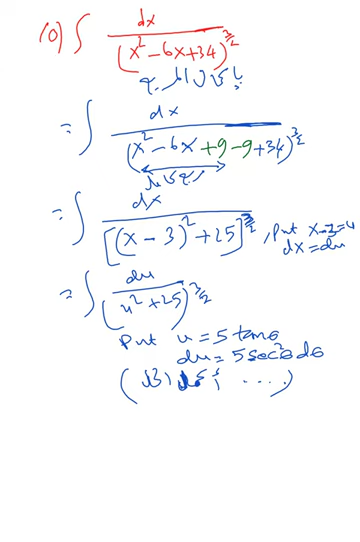 10) ∫ dx / (x² - 6x + 34)^{3/2}
= ∫ dx / (x² - 6x + 9 - 9 + 34)^{3/2}
= ∫ dx / [(x - 3)² + 25]^{3/2} , Put x - 3 = u
dx = du
= ∫ du / (u² + 25)^{3/2}
Put u = 5 tanθ
du = 5 sec²θ dθ
( .... )